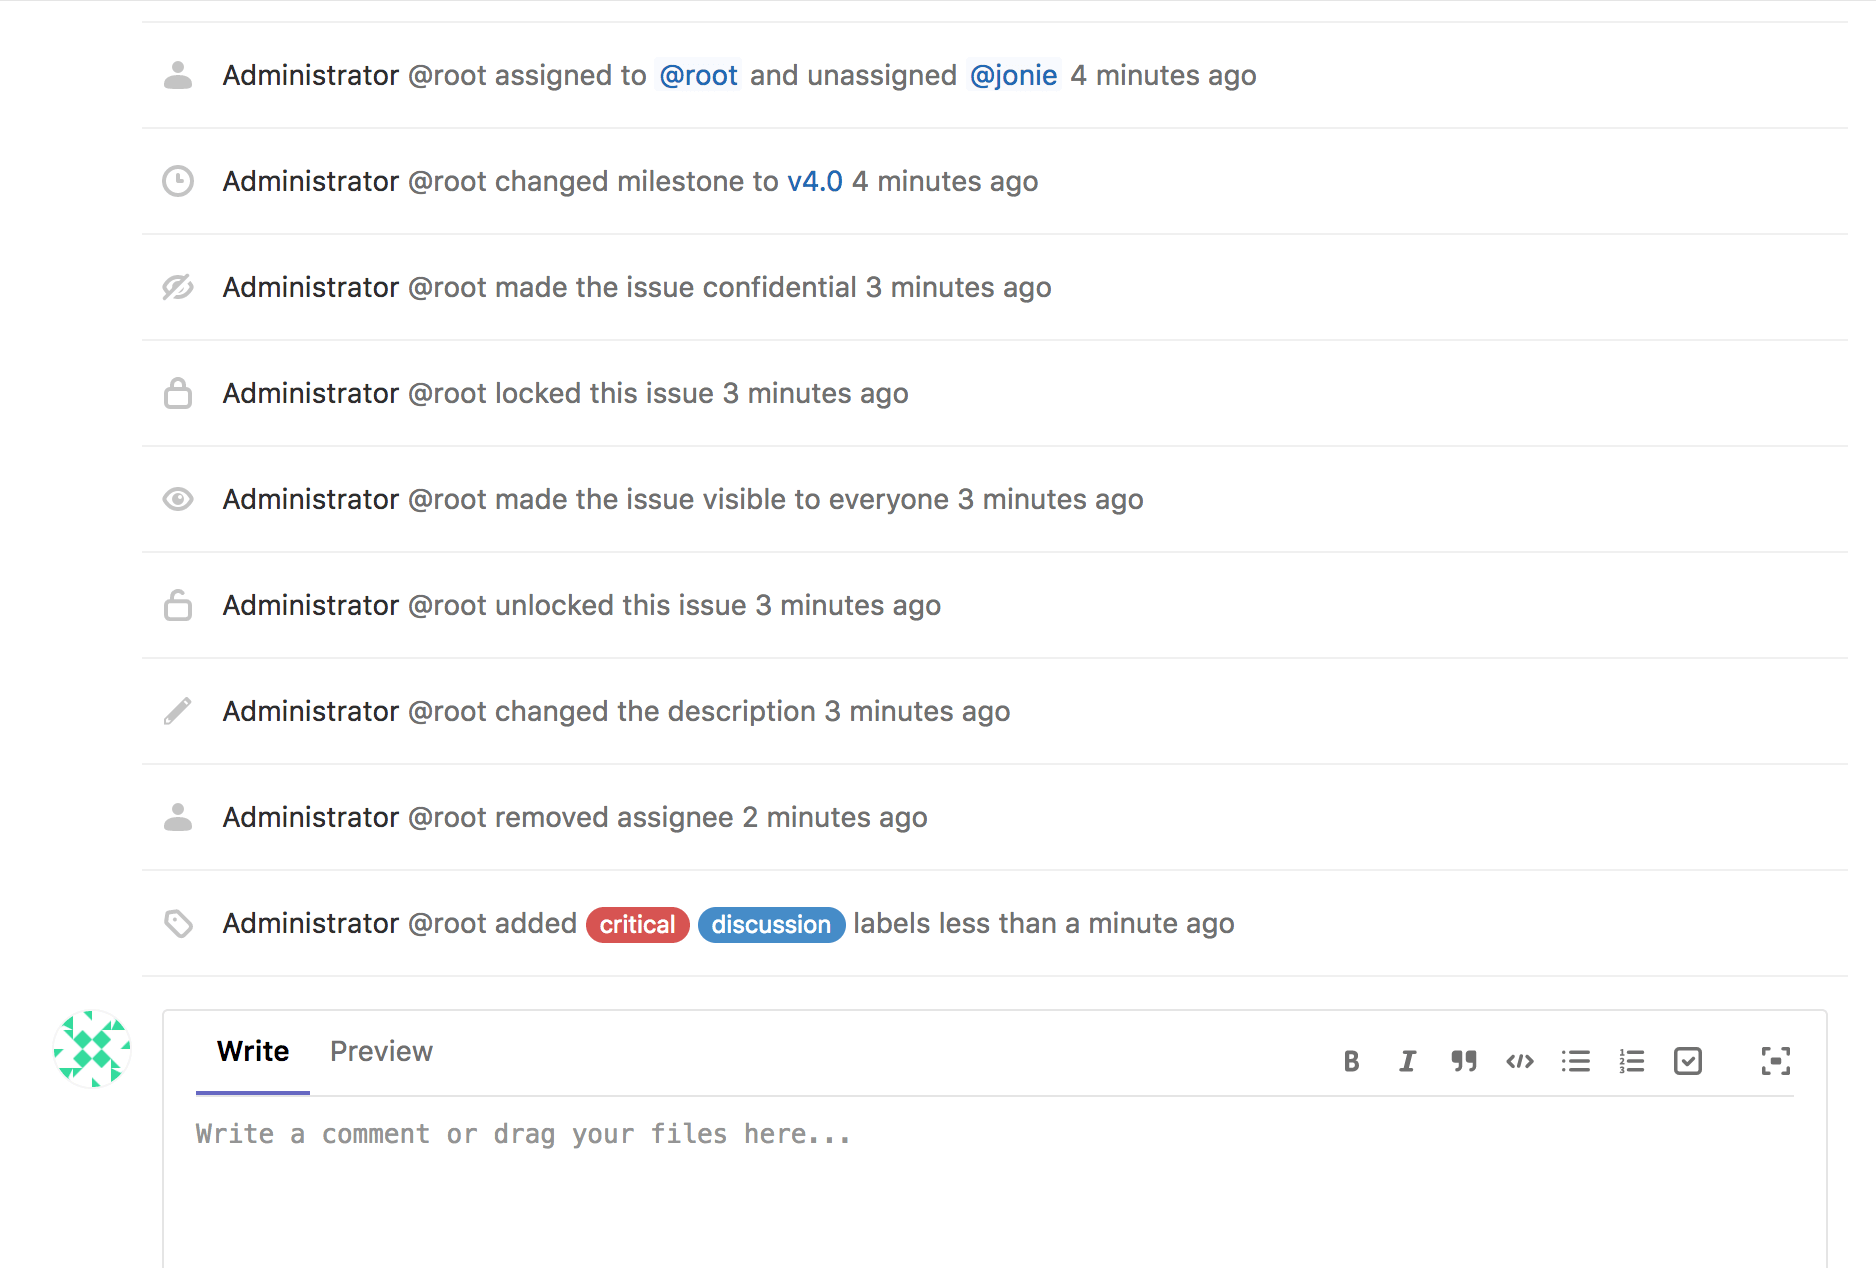 Administrator @root assigned to @root and unassigned @jonie 4 minutes ago
Administrator @root changed milestone to v4.0 4 minutes ago
Administrator @root made the issue confidential 3 minutes ago
Administrator @root locked this issue 3 minutes ago
Administrator @root made the issue visible to everyone 3 minutes ago
Administrator @root unlocked this issue 3 minutes ago
Administrator @root changed the description 3 minutes ago
Administrator @root removed assignee 2 minutes ago
Administrator @root added critical discussion labels less than a minute ago
Write Preview
Write a comment or drag your files here...